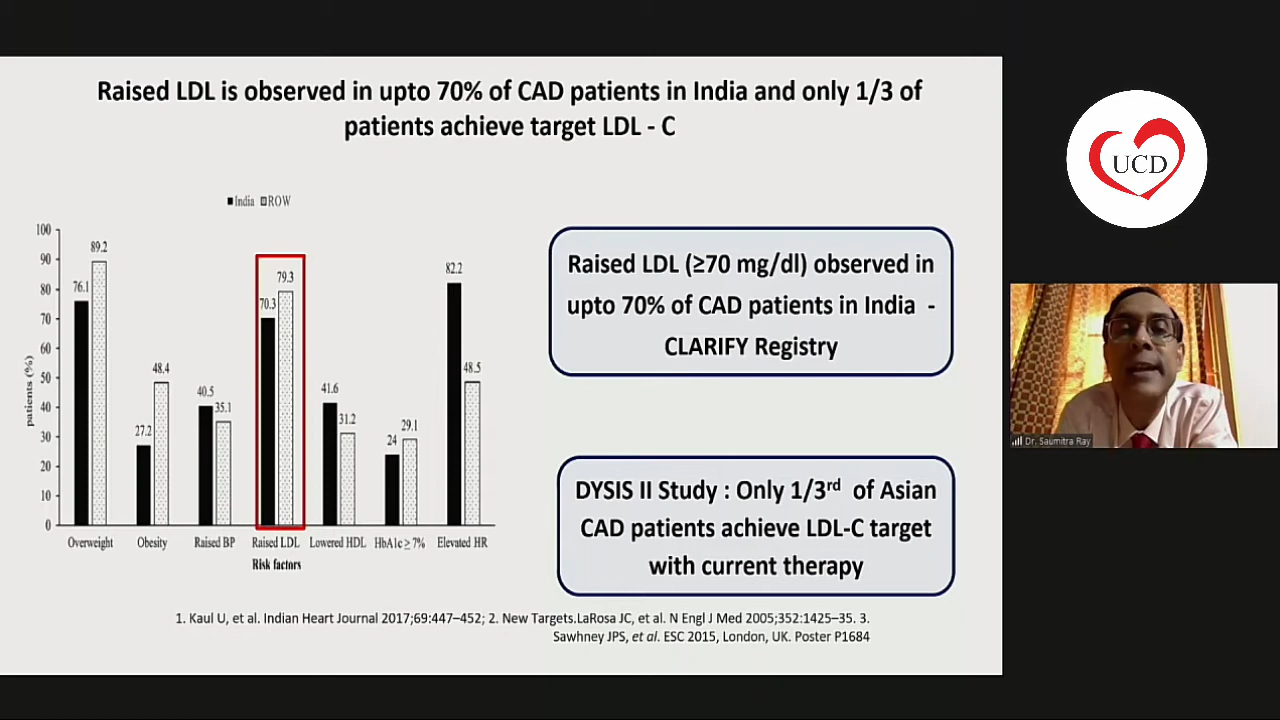 Raised LDL is observed in upto 70% of CAD patients in India and only 1/3 of
patients achieve target LDL - C
India ROW
patients (%)
100
90
80
70
60
50
40
30
20
10
0
76.1 89.2
27.2 48.4
40.5 35.1
70.3 79.3
41.6 31.2
24 29.1
82.2 48.5
Overweight Obesity Raised BP Raised LDL Lowered HDL HbA1c ≥ 7% Elevated HR
Risk factors
Raised LDL (≥70 mg/dl) observed in
upto 70% of CAD patients in India -
CLARIFY Registry
DYSIS II Study : Only 1/3rd of Asian
CAD patients achieve LDL-C target
with current therapy
1. Kaul U, et al. Indian Heart Journal 2017;69:447–452; 2. New Targets.LaRosa JC, et al. N Engl J Med 2005;352:1425–35. 3.
Sawhney JPS, et al. ESC 2015, London, UK. Poster P1684
UCD
Dr. Saumitra Ray